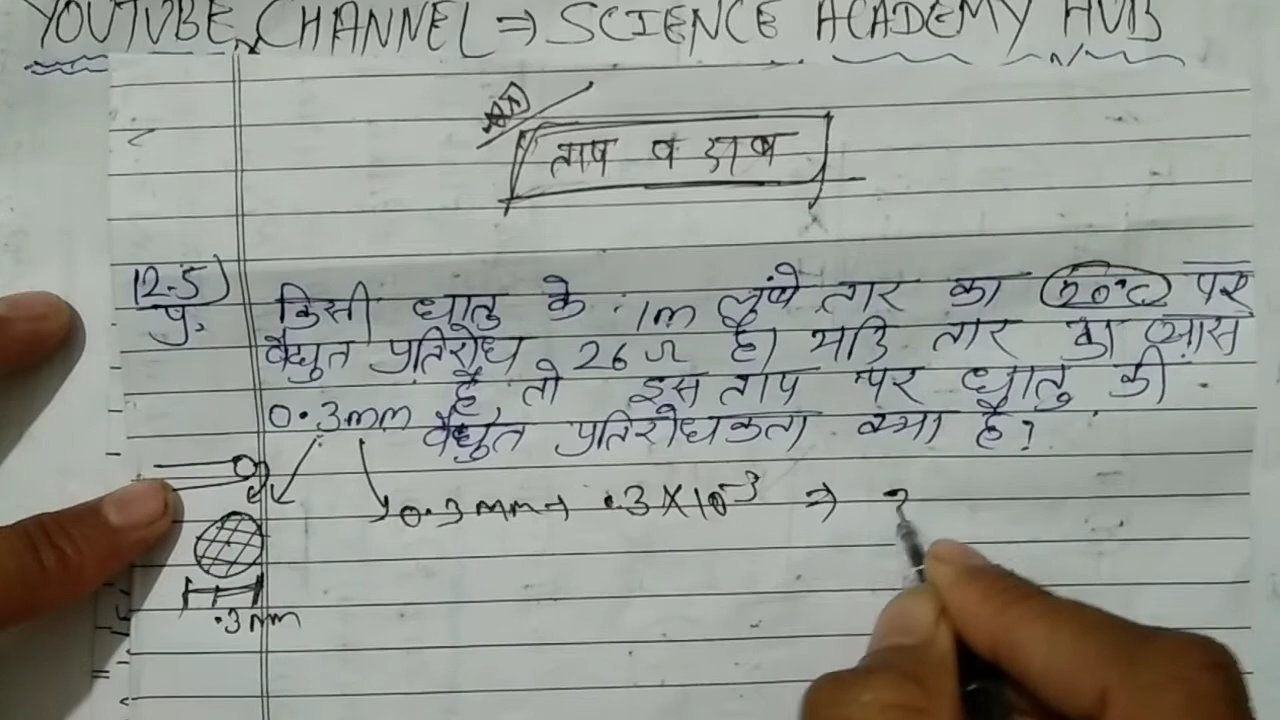 YOUTUBE CHANNEL ⇒ SCIENCE ACADEMY HUB
ताप व दाब
12.5)
प्र.
किसी धातु के 1m लंबे तार का 20°C पर
वैद्युत प्रतिरोध 26Ω है। यदि तार का व्यास
0.3mm है, तो इस ताप पर धातु की
वैद्युत प्रतिरोधकता क्या है?
0.3mm → .3×10⁻³ ⇒
.3mm